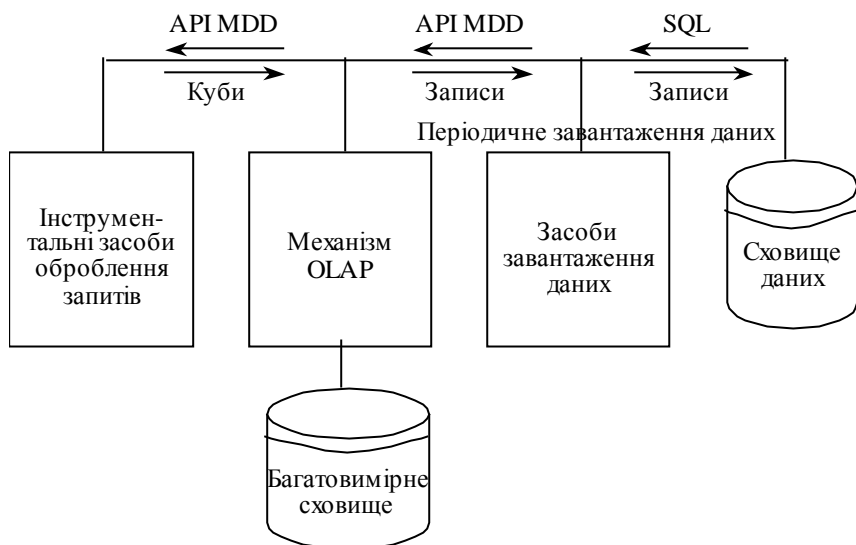 API MDD
API MDD
SQL
Куби
Записи
Записи
Періодичне завантаження даних
Інструмен-
тальні засоби
оброблення
запитів
Механізм
OLAP
Засоби
завантаження
даних
Сховище
даних
Багатовимірне
сховище